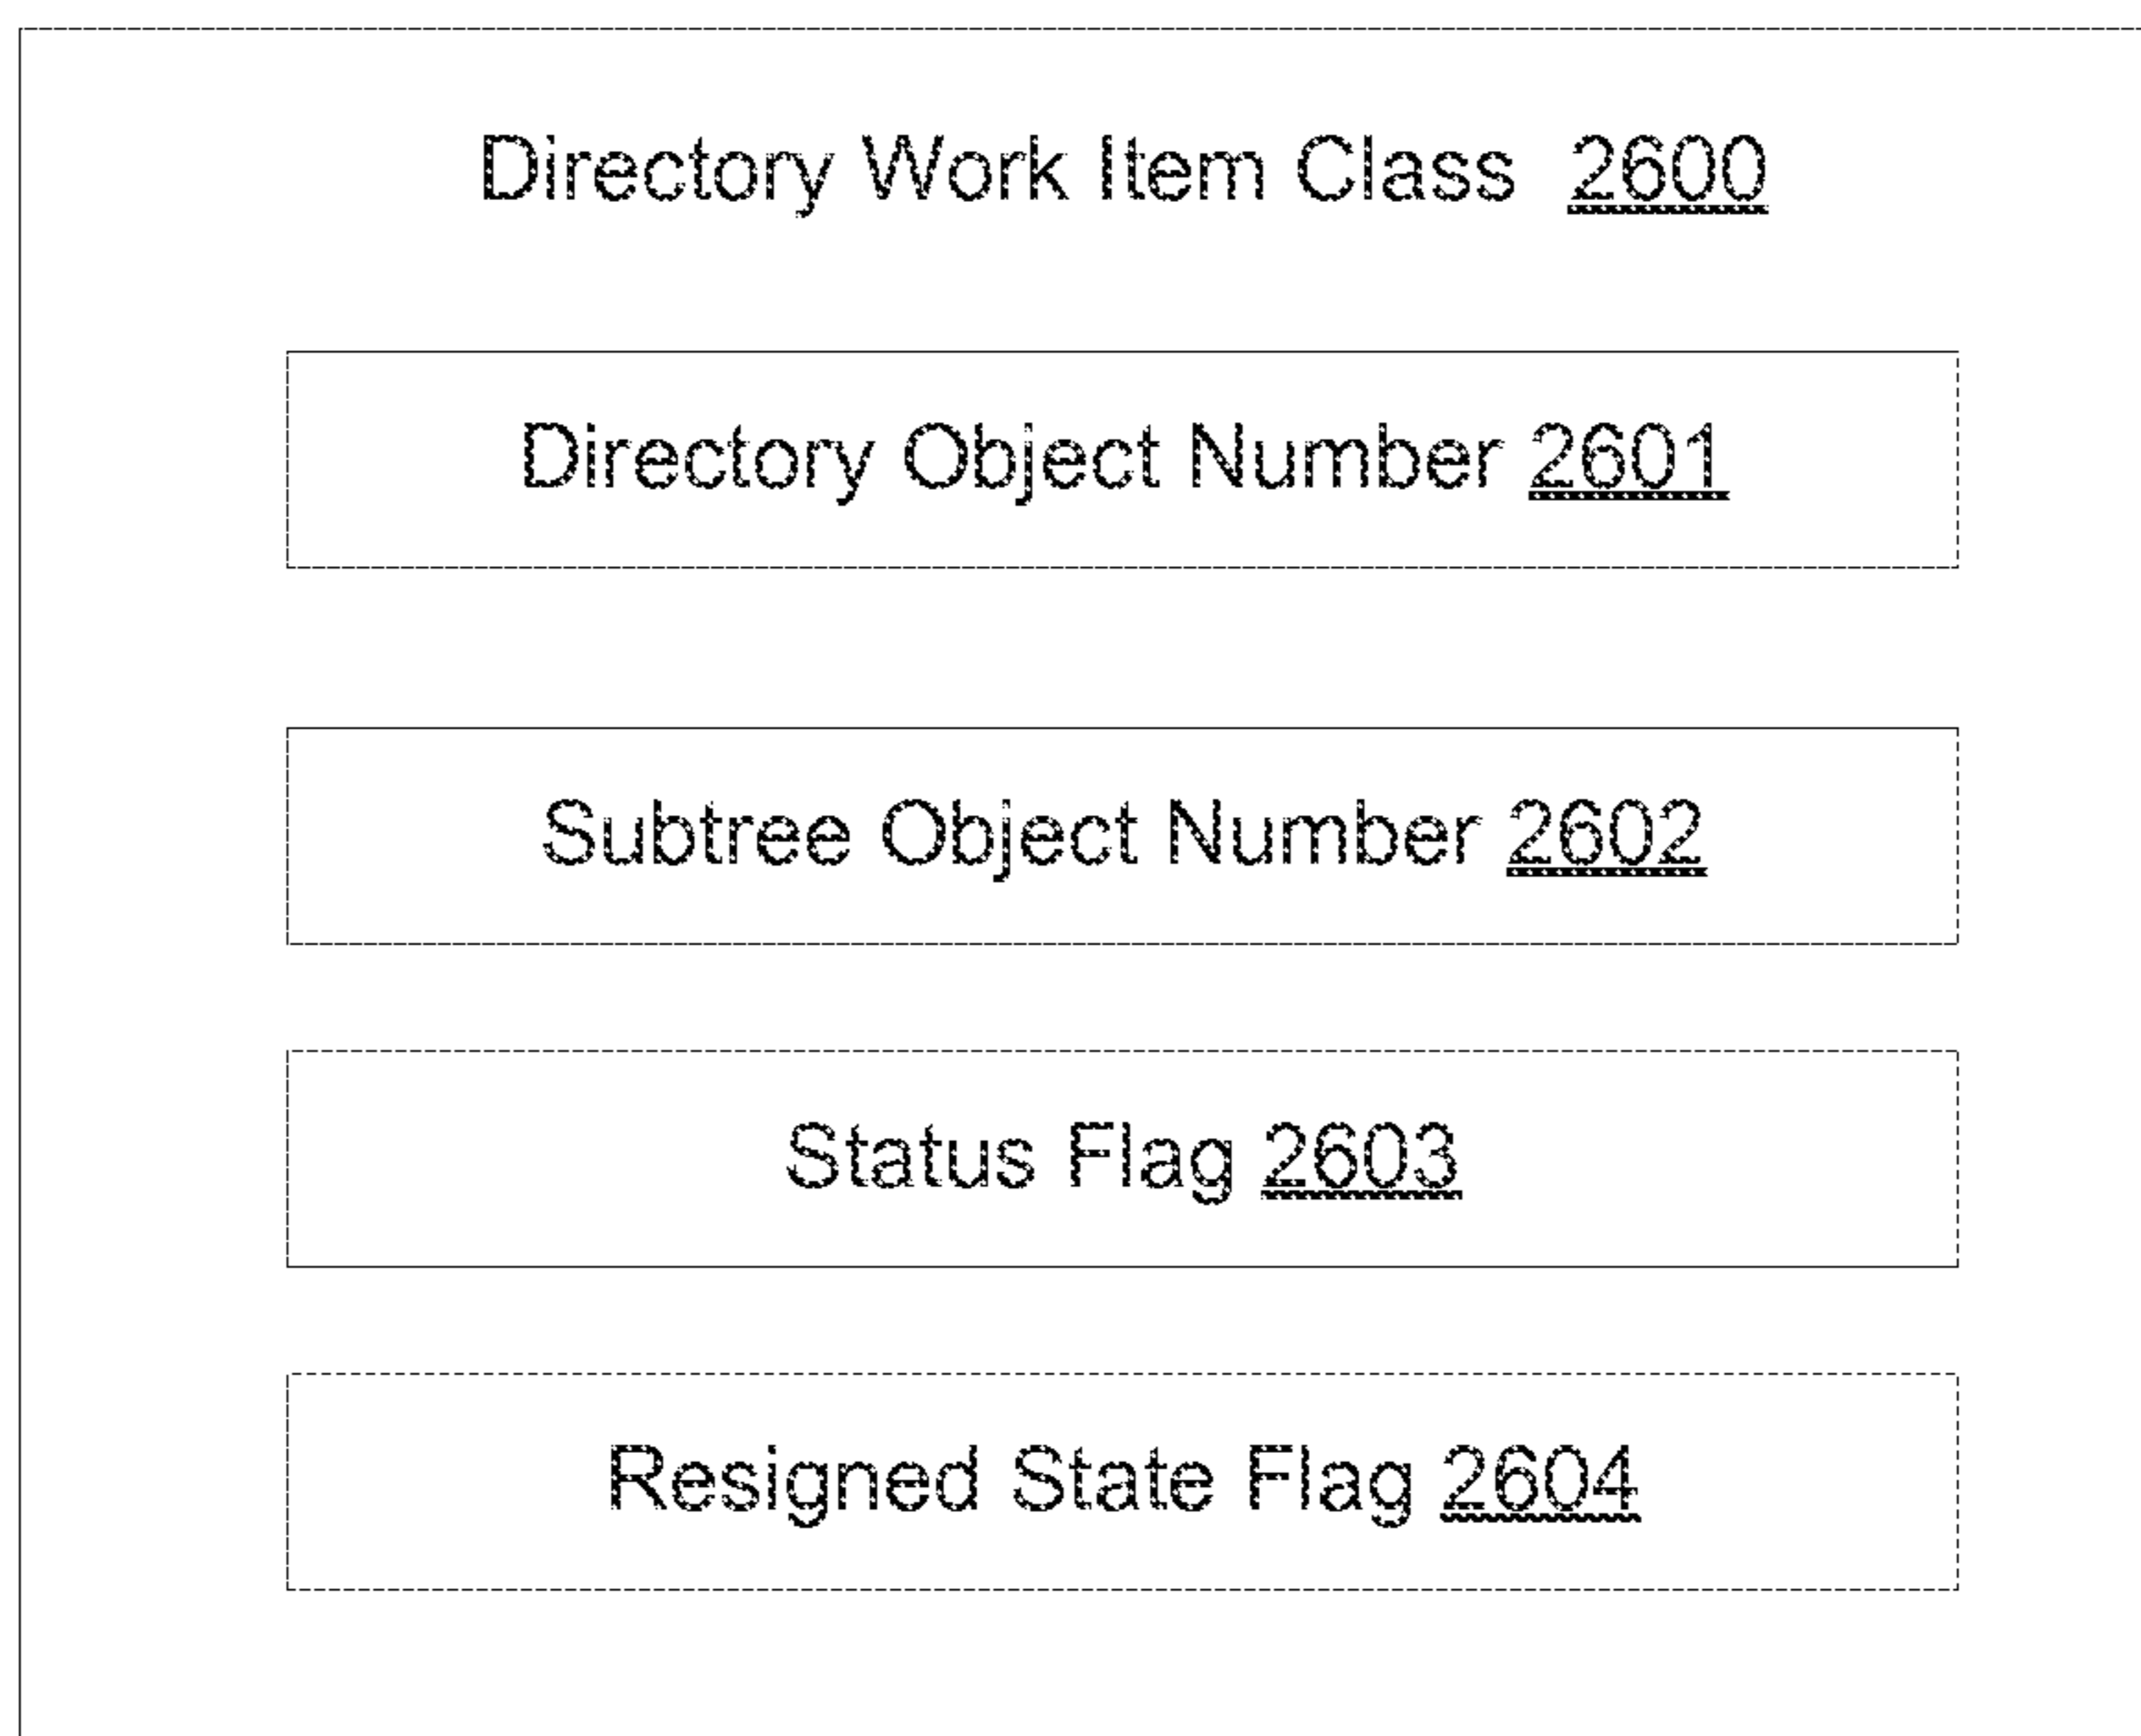 Directory Work Item Class 2600
Directory Object Number 2601
Subtree Object Number 2602
Status Flag 2603
Resigned State Flag 2604